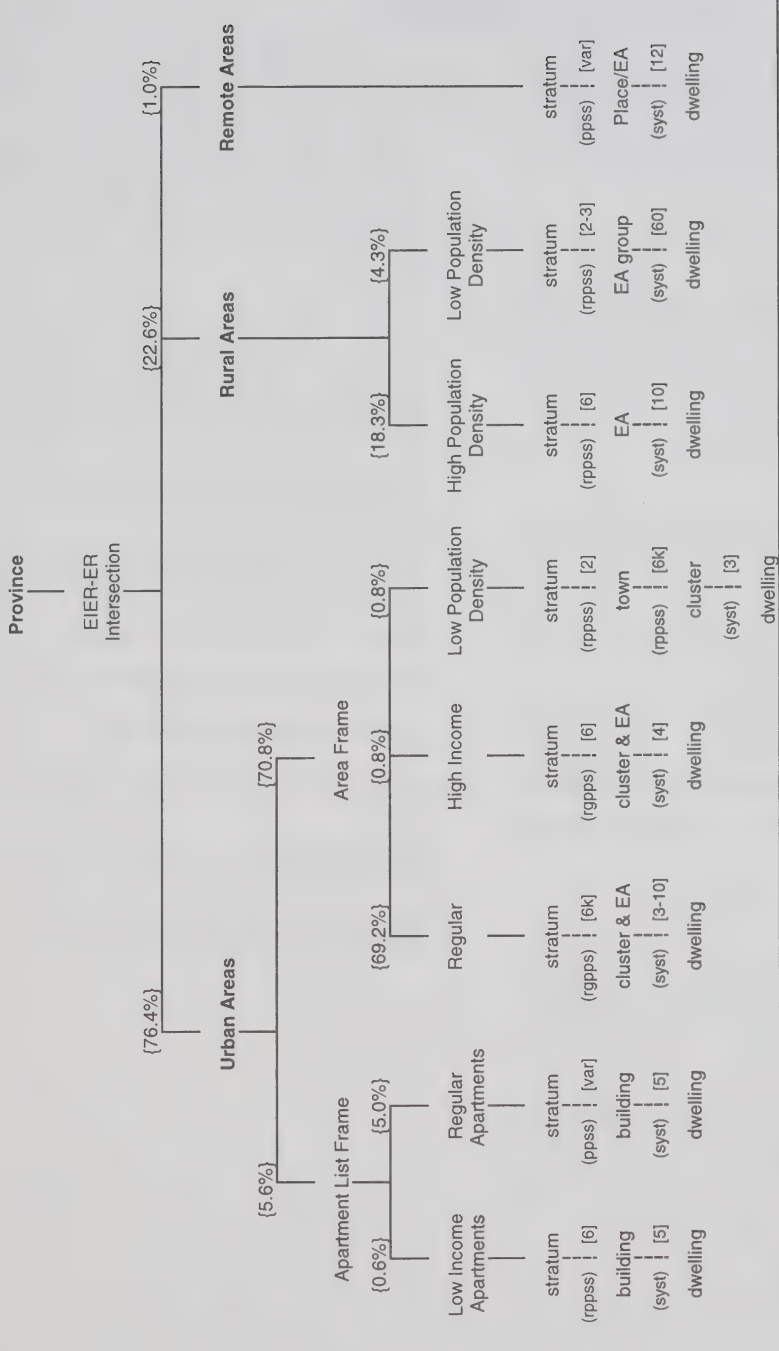 Province
EIER-ER
Intersection
{76.4%} {22.6%} {1.0%}
Urban Areas Rural Areas Remote Areas
{5.6%} {70.8%}
Apartment List Frame Area Frame
{0.6%} {5.0%} {69.2%} {0.8%} {0.8%} {18.3%} {4.3%}
Low Income Regular Regular High Income Low Population High Population Low Population
Apartments Apartments Density Density Density
stratum stratum stratum stratum stratum stratum stratum stratum
(rppss) [6] (ppss) [var] (rgpps) [6k] (rgpps) [6] (rppss) [2] (rppss) [6] (rppss) [2-3] (ppss) [var]
building building cluster & EA cluster & EA town EA EA group Place/EA
(syst) [5] (syst) [5] (syst) [3-10] (syst) [4] (rppss) [6k] (syst) [10] (syst) [60] (syst) [12]
dwelling dwelling dwelling dwelling cluster dwelling dwelling dwelling
(syst) [3]
dwelling